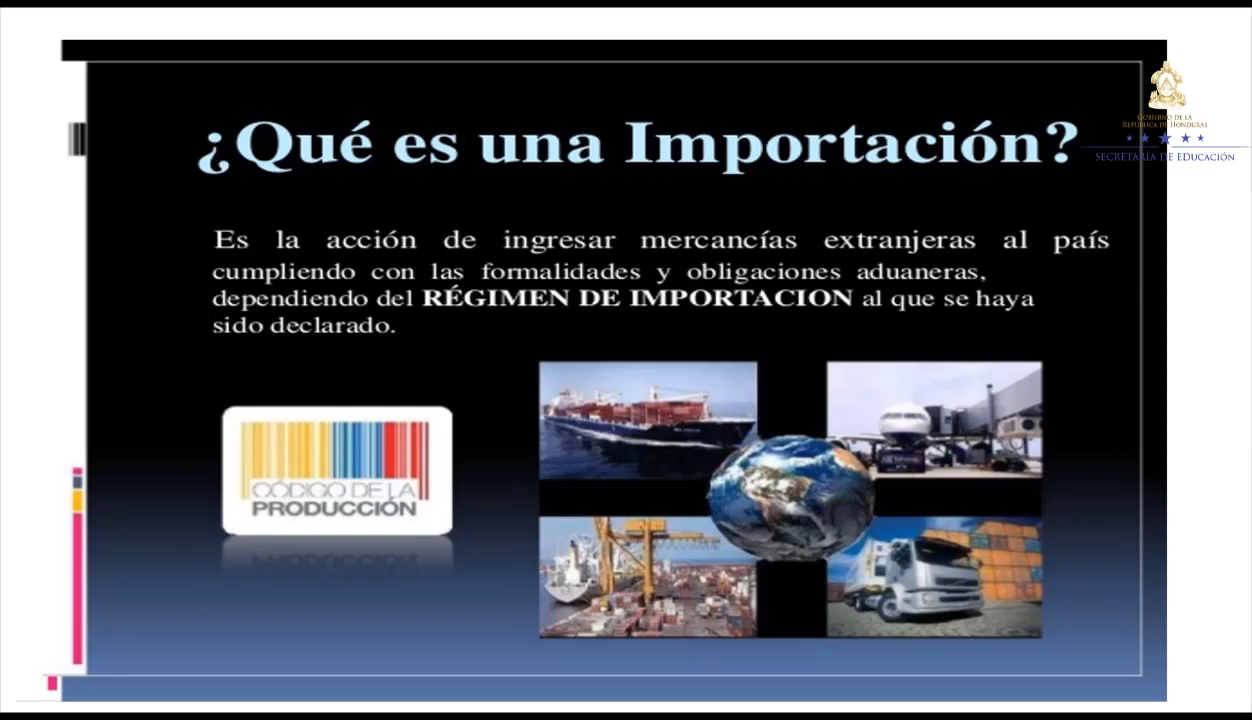 ¿Qué es una Importación?
GOBIERNO DE LA
REPÚBLICA DE HONDURAS
SECRETARÍA DE EDUCACIÓN
Es la acción de ingresar mercancías extranjeras al país
cumpliendo con las formalidades y obligaciones aduaneras,
dependiendo del RÉGIMEN DE IMPORTACION al que se haya
sido declarado.
CÓDIGO DE LA
PRODUCCIÓN